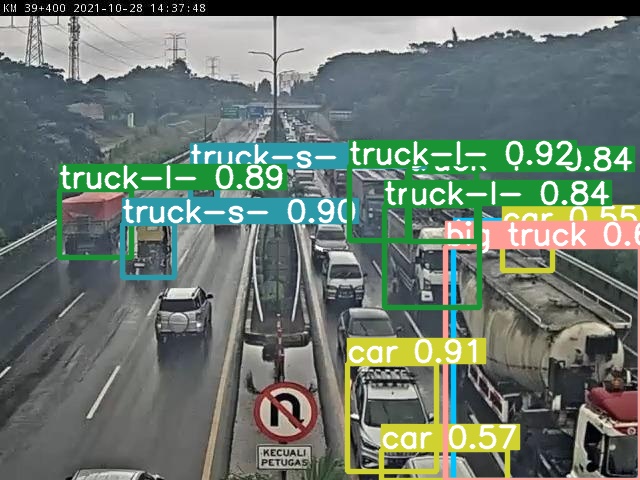 KM 39+400 2021-10-28 14:37:48
truck-s-
truck-l- 0.92
0.84
truck-l- 0.89
truck-l- 0.84
truck-s- 0.90
car 0.55
big truck 0.6
car 0.91
car 0.57
KECUALI
PETUGAS